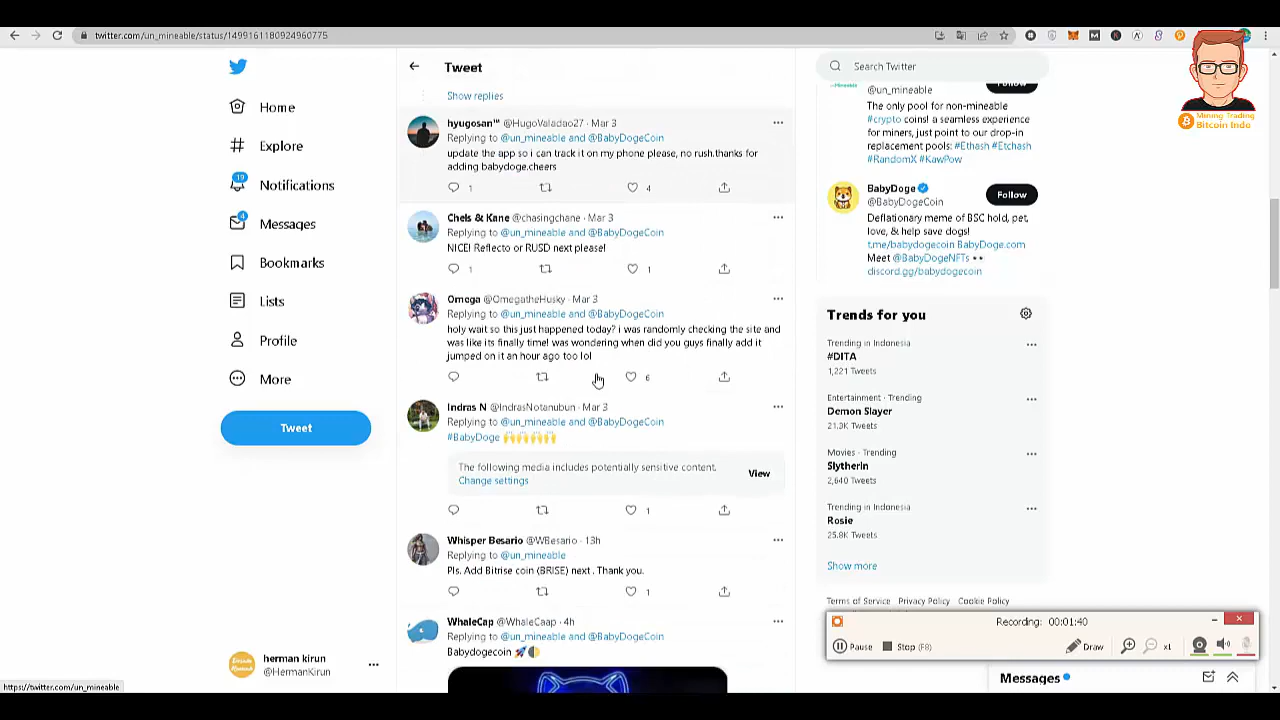 twitter.com/un_mineable/status/1499161180924960775
Home
Explore
19
Notifications
4
Messages
Bookmarks
Lists
Profile
More
Tweet
herman kirun
@HermanKirun
https://twitter.com/un_mineable
Tweet
Show replies
hyugosan™ @HugoValadao27 · Mar 3
Replying to @un_mineable and @BabyDogeCoin
update the app so i can track it on my phone please, no rush.thanks for
adding babydoge.cheers
1 4
Chels & Kane @chasingchane · Mar 3
Replying to @un_mineable and @BabyDogeCoin
NICE! Reflecto or RUSD next please!
1 1
Omega @OmegatheHusky · Mar 3
Replying to @un_mineable and @BabyDogeCoin
holy wait so this just happened today? i was randomly checking the site and
was like its finally time! was wondering when did you guys finally add it
jumped on it an hour ago too lol
6
Indras N @IndrasNotanubun · Mar 3
Replying to @un_mineable and @BabyDogeCoin
#BabyDoge 🙌🙌🙌🙌
The following media includes potentially sensitive content.
Change settings
View
1
Whisper Besario @WBesario · 13h
Replying to @un_mineable
Pls. Add Bitrise coin (BRISE) next . Thank you.
1
WhaleCap @WhaleCaap · 4h
Replying to @un_mineable and @BabyDogeCoin
Babydogecoin 🚀🌗
Search Twitter
@un_mineable
Follow
The only pool for non-mineable
#crypto coins! a seamless experience
for miners, just point to our drop-in
replacement pools: #Ethash #Etchash
#RandomX #KawPow
BabyDoge
@BabyDogeCoin
Follow
Deflationary meme of BSC hold, pet,
love, & help save dogs!
t.me/babydogecoin BabyDoge.com
Meet @BabyDogeNFTs 👀
discord.gg/babydogecoin
Trends for you
Trending in Indonesia
#DITA
1,221 Tweets
Entertainment · Trending
Demon Slayer
21.3K Tweets
Movies · Trending
Slytherin
2,640 Tweets
Trending in Indonesia
Rosie
25.8K Tweets
Show more
Terms of Service Privacy Policy Cookie Policy
Recording: 00:01:40
Pause Stop (F8) Draw x1
Messages
Mining Trading
Bitcoin Indo